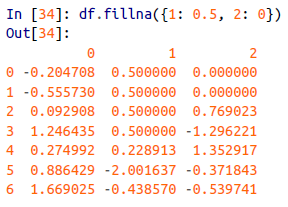 In [34]: df.fillna({1: 0.5, 2: 0})
Out[34]:
          0         1         2
0 -0.204708  0.500000  0.000000
1 -0.555730  0.500000  0.000000
2  0.092908  0.500000  0.769023
3  1.246435  0.500000 -1.296221
4  0.274992  0.228913  1.352917
5  0.886429 -2.001637 -0.371843
6  1.669025 -0.438570 -0.539741